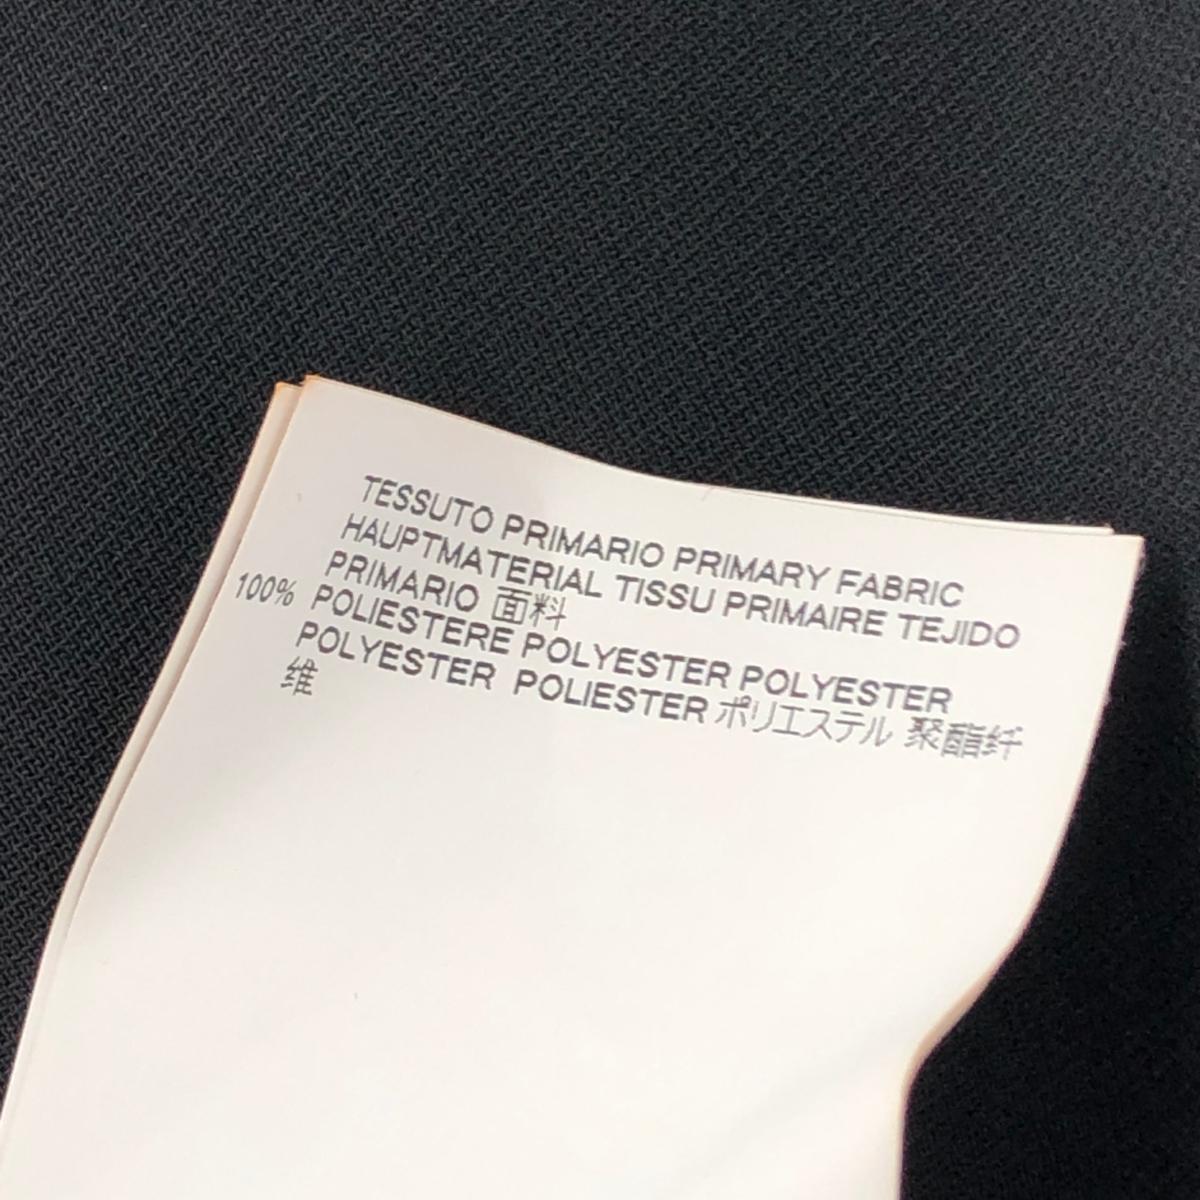 TESSUTO PRIMARIO PRIMARY FABRIC
HAUPTMATERIAL TISSU PRIMAIRE TEJIDO
PRIMARIO 面料
100% POLIESTERE POLYESTER POLYESTER
POLYESTER POLIESTER ポリエステル 聚酯纤
维